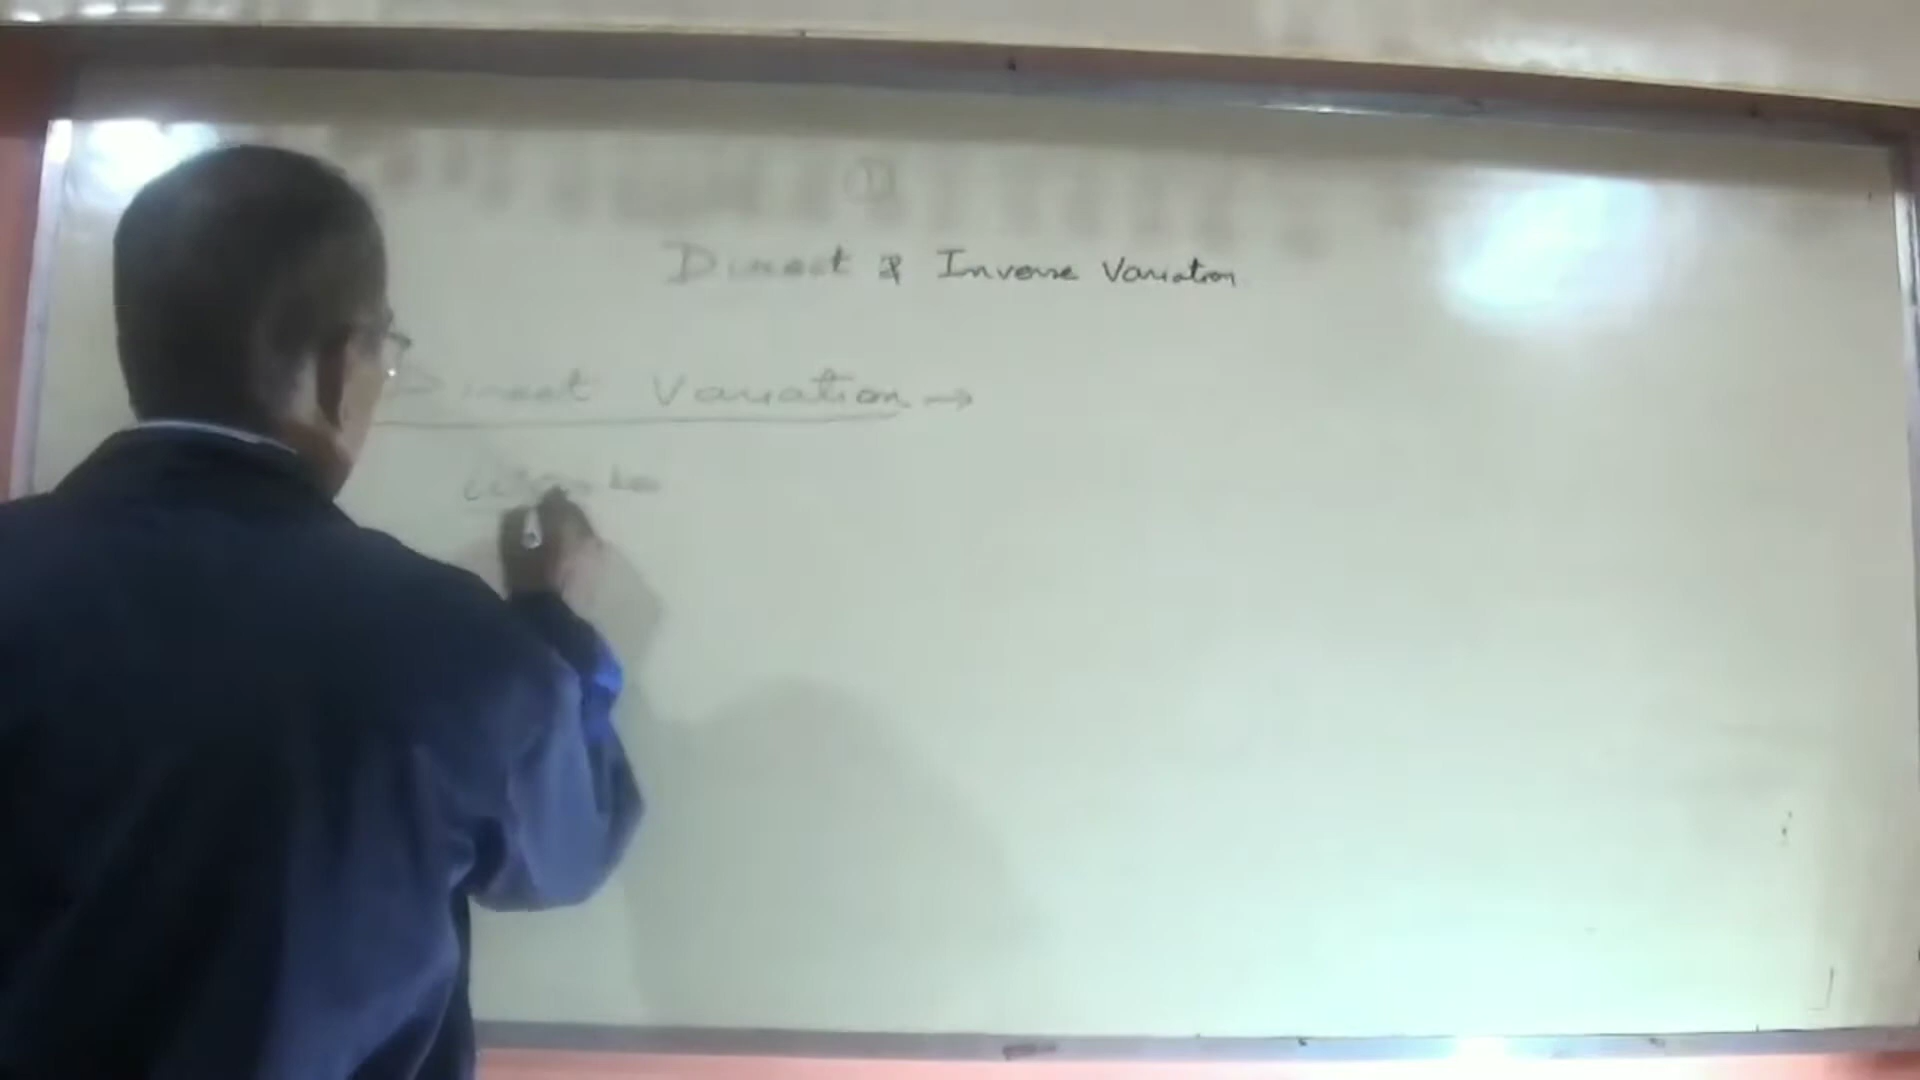 Direct & Inverse Variation
Direct Variation →